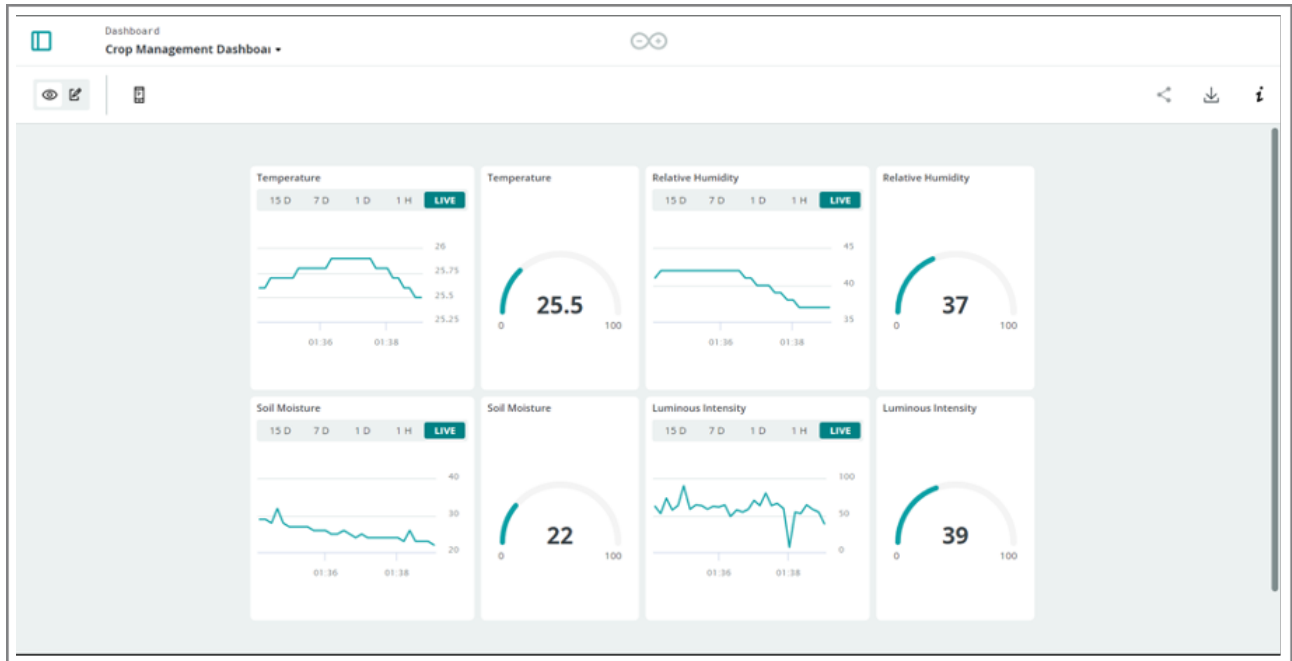 Dashboard
Crop Management Dashboar
i
Temperature
15 D 7 D 1 D 1 H LIVE
26
25.75
25.5
25.25
01:36 01:38
Temperature
25.5
0 100
Relative Humidity
15 D 7 D 1 D 1 H LIVE
45
40
35
01:36 01:38
Relative Humidity
37
0 100
Soil Moisture
15 D 7 D 1 D 1 H LIVE
40
30
20
01:36 01:38
Soil Moisture
22
0 100
Luminous Intensity
15 D 7 D 1 D 1 H LIVE
100
50
0
01:36 01:38
Luminous Intensity
39
0 100